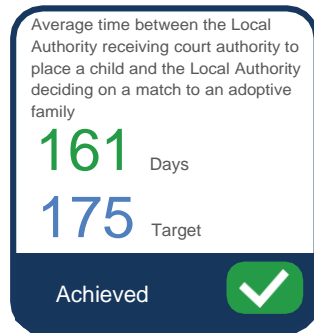 Average time between the Local
Authority receiving court authority to
place a child and the Local Authority
deciding on a match to an adoptive
family
161 Days
175 Target
Achieved